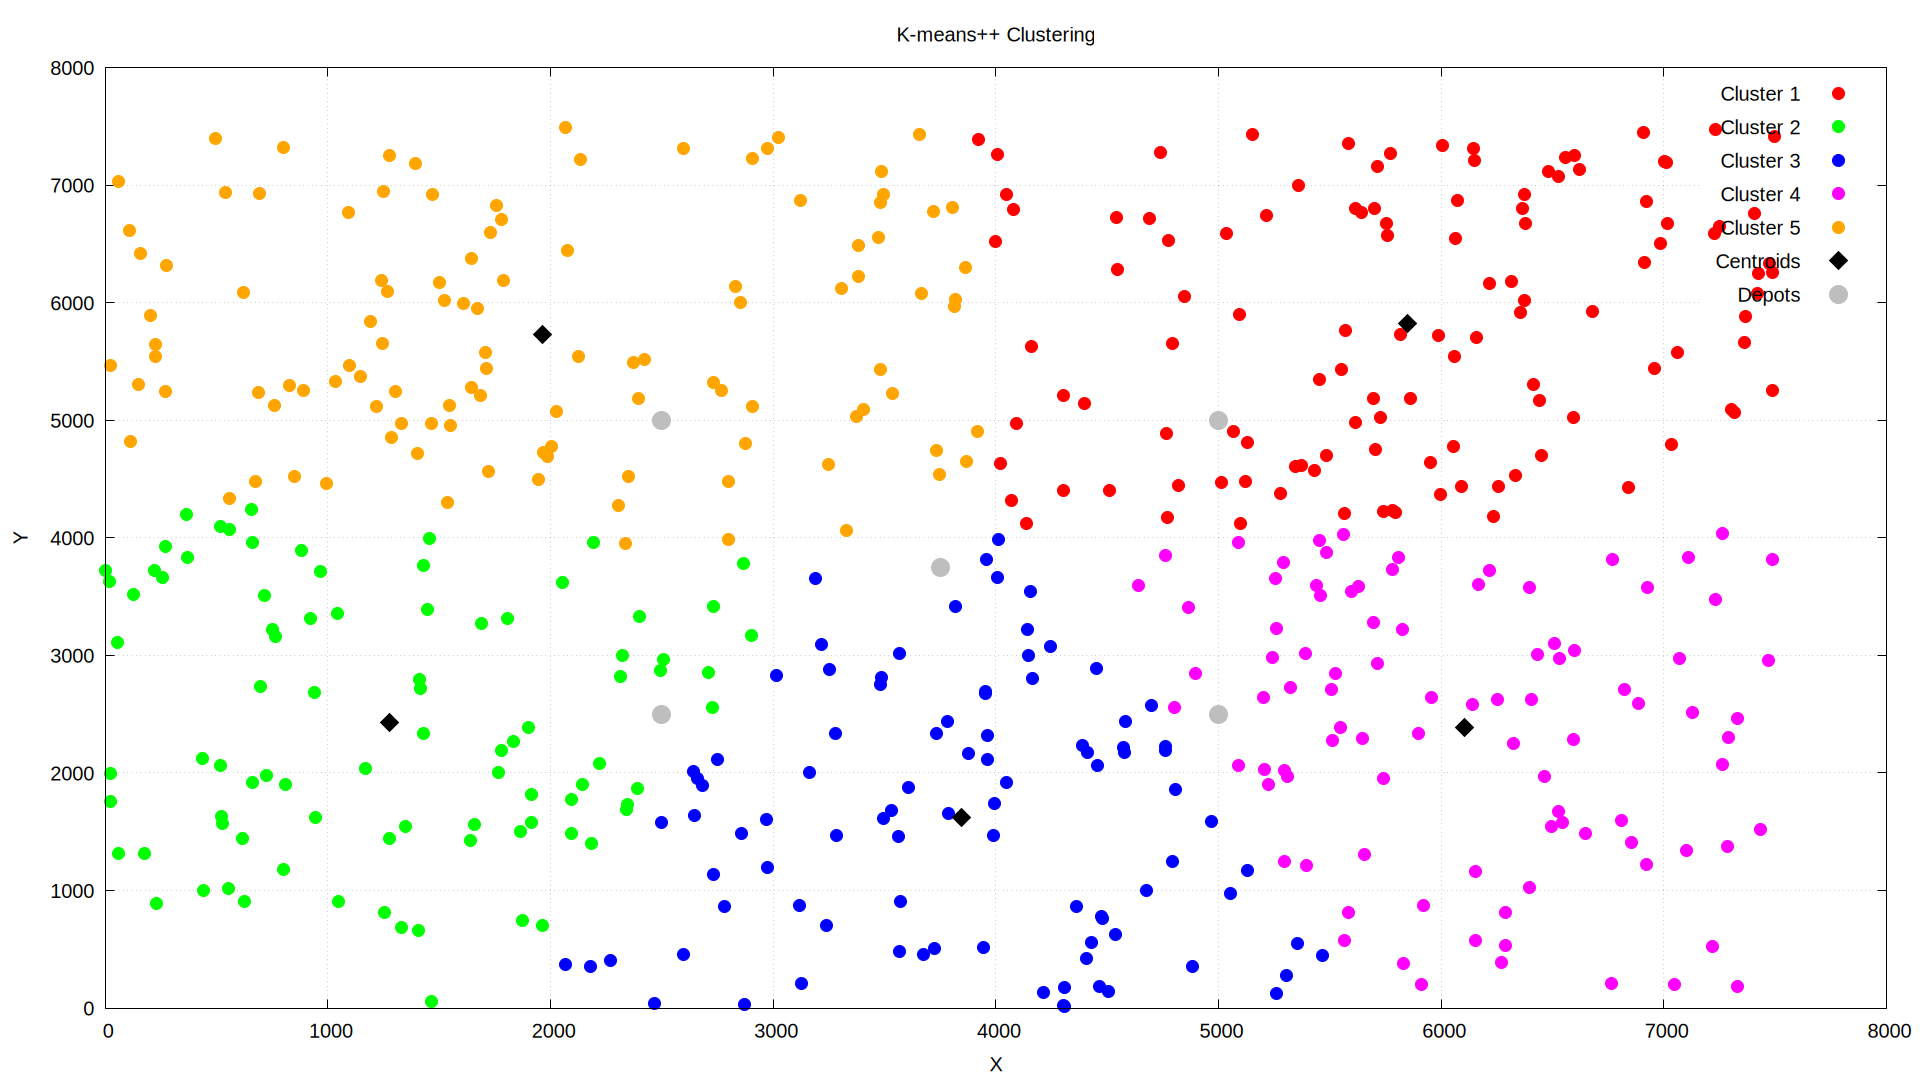 K-means++ Clustering
8000
7000
6000
5000
4000
3000
2000
1000
0
Y
Cluster 1
Cluster 2
Cluster 3
Cluster 4
Cluster 5
Centroids
Depots
0 1000 2000 3000 4000 5000 6000 7000 8000
X